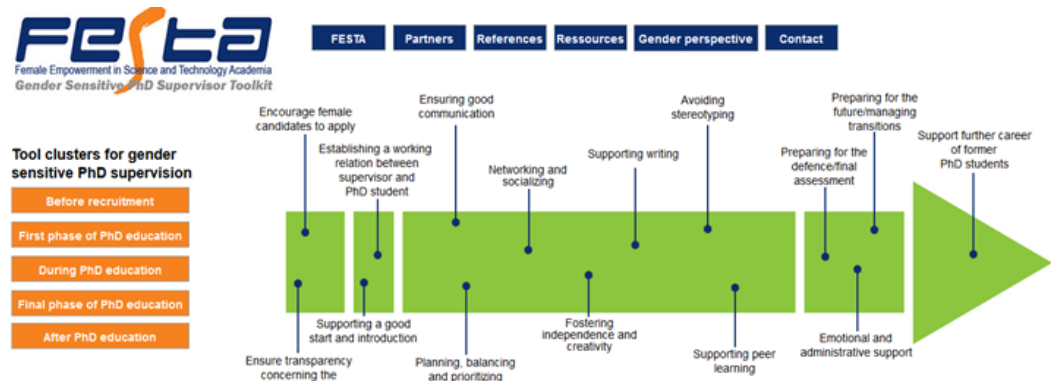 FESTA
Female Empowerment in Science and Technology Academia
Gender Sensitive PhD Supervisor Toolkit
FESTA
Partners
References
Ressources
Gender perspective
Contact
Tool clusters for gender
sensitive PhD supervision
Before recruitment
First phase of PhD education
During PhD education
Final phase of PhD education
After PhD education
Encourage female
candidates to apply
Establishing a working
relation between
supervisor and
PhD student
Ensuring good
communication
Networking and
socializing
Supporting writing
Avoiding
stereotyping
Preparing for the
defence/final
assessment
Preparing for the
future/managing
transitions
Support further career
of former
PhD students
Ensure transparency
concerning the
Supporting a good
start and introduction
Planning, balancing
and prioritizing
Fostering
independence and
creativity
Supporting peer
learning
Emotional and
administrative support